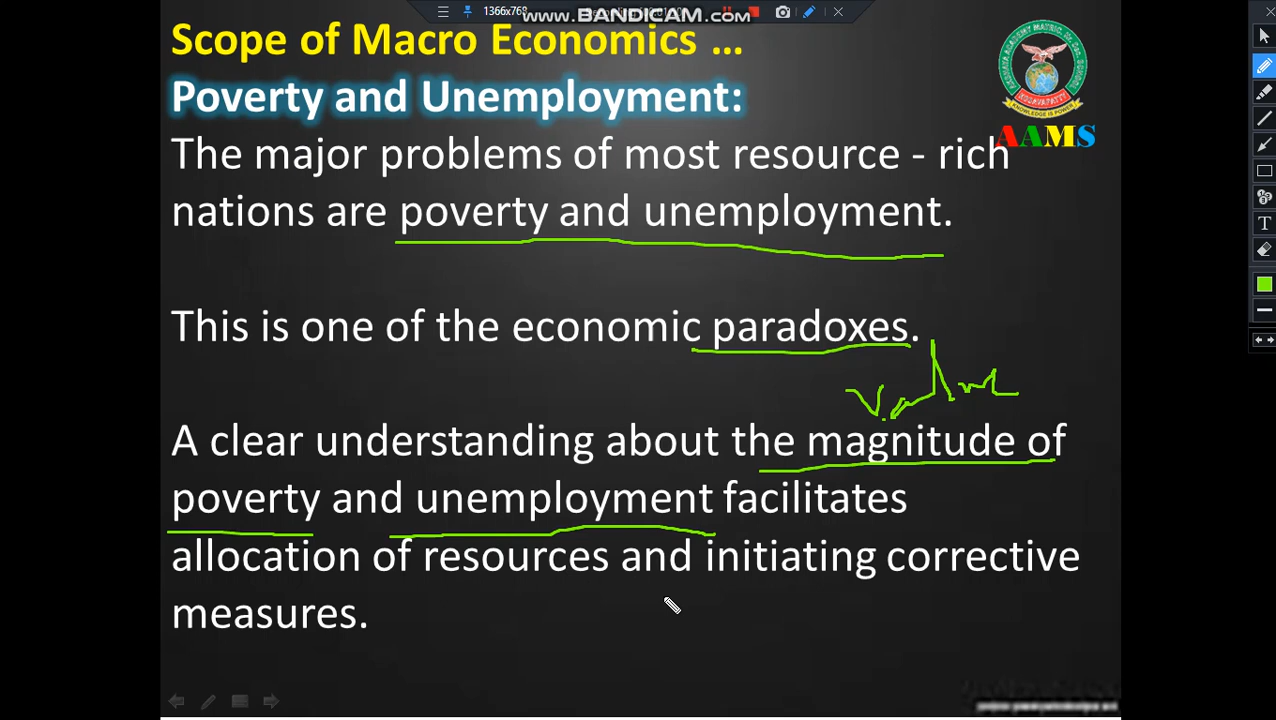 1366x768
www.BANDICAM.com
Scope of Macro Economics ...
Poverty and Unemployment:
AAMS
The major problems of most resource - rich
nations are poverty and unemployment.
This is one of the economic paradoxes.
A clear understanding about the magnitude of
poverty and unemployment facilitates
allocation of resources and initiating corrective
measures.